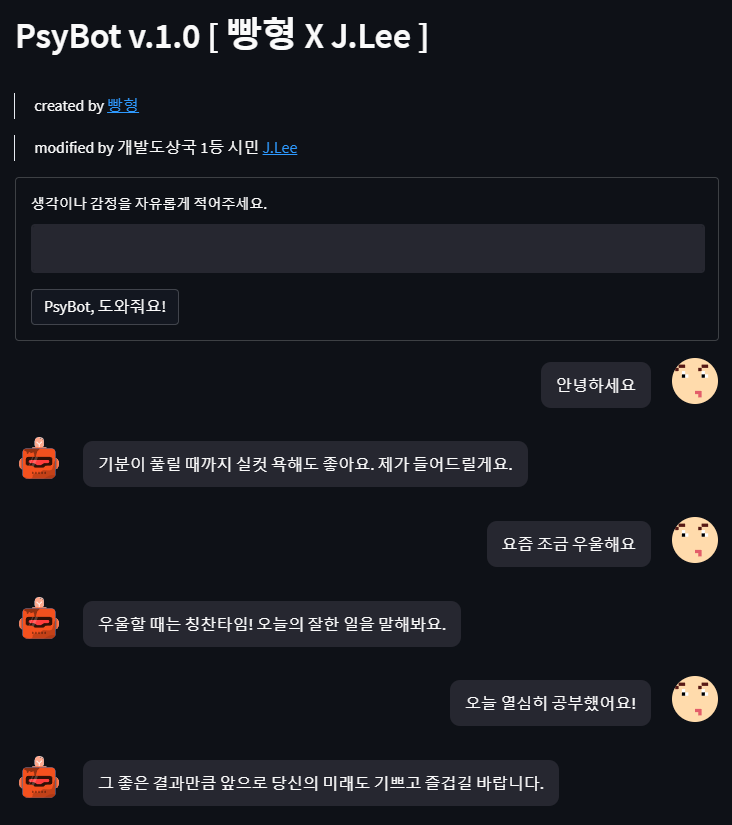 PsyBot v.1.0 [ 빵형 X J.Lee ]
created by 빵형
modified by 개발도상국 1등 시민 J.Lee
생각이나 감정을 자유롭게 적어주세요.
PsyBot, 도와줘요!
안녕하세요
기분이 풀릴 때까지 실컷 욕해도 좋아요. 제가 들어드릴게요.
요즘 조금 우울해요
우울할 때는 칭찬타임! 오늘의 잘한 일을 말해봐요.
오늘 열심히 공부했어요!
그 좋은 결과만큼 앞으로 당신의 미래도 기쁘고 즐겁길 바랍니다.